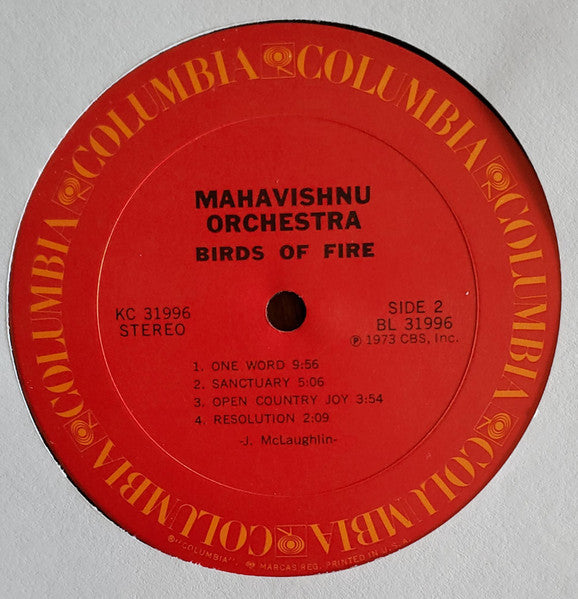 COLUMBIA COLUMBIA COLUMBIA COLUMBIA COLUMBIA COLUMBIA
MAHAVISHNU
ORCHESTRA
BIRDS OF FIRE
KC 31996
STEREO
SIDE 2
BL 31996
Ⓟ 1973 CBS, Inc.
1. ONE WORD 9:56
2. SANCTUARY 5:06
3. OPEN COUNTRY JOY 3:54
4. RESOLUTION 2:09
-J. McLaughlin-
®"COLUMBIA", Ⓜ MARCAS REG. PRINTED IN U.S.A.